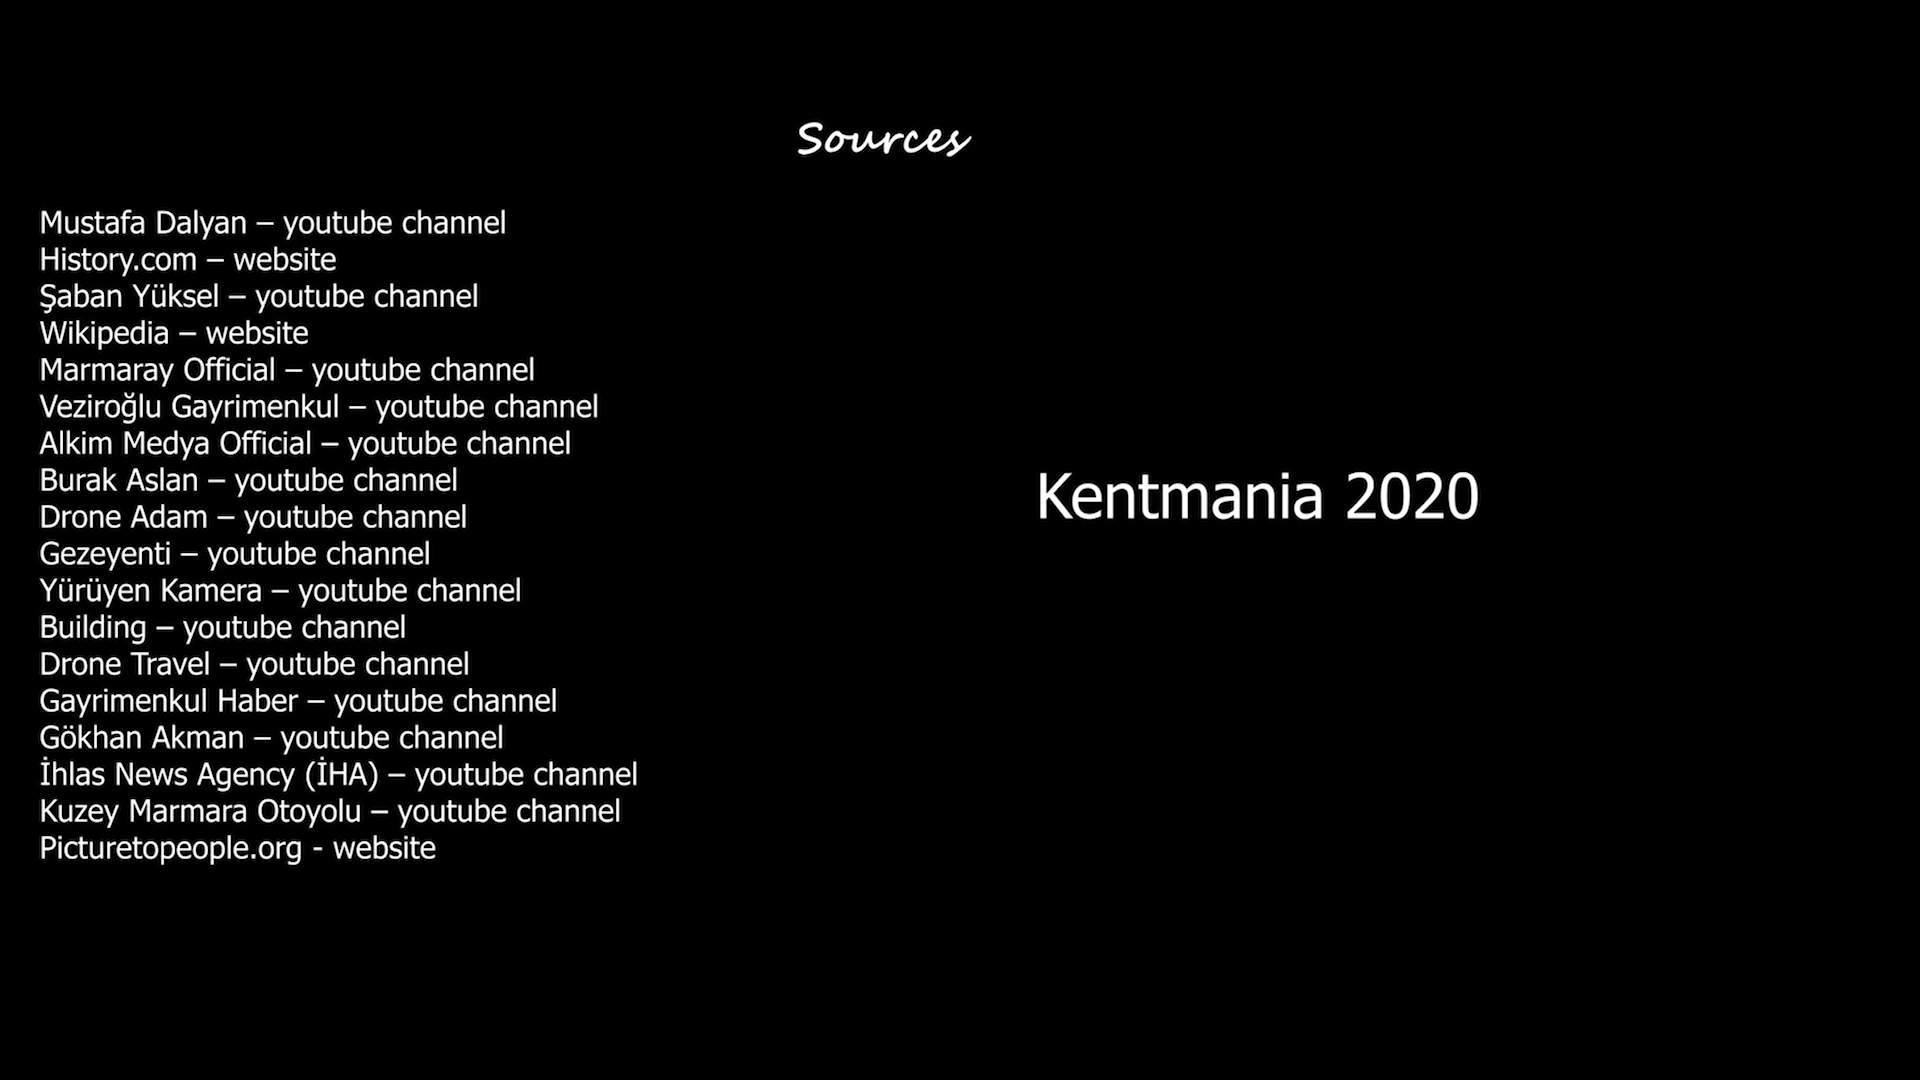 Sources
Mustafa Dalyan – youtube channel
History.com – website
Şaban Yüksel – youtube channel
Wikipedia – website
Marmaray Official – youtube channel
Veziroğlu Gayrimenkul – youtube channel
Alkim Medya Official – youtube channel
Burak Aslan – youtube channel
Drone Adam – youtube channel
Gezeyenti – youtube channel
Yürüyen Kamera – youtube channel
Building – youtube channel
Drone Travel – youtube channel
Gayrimenkul Haber – youtube channel
Gökhan Akman – youtube channel
İhlas News Agency (İHA) – youtube channel
Kuzey Marmara Otoyolu – youtube channel
Picturetopeople.org - website
Kentmania 2020